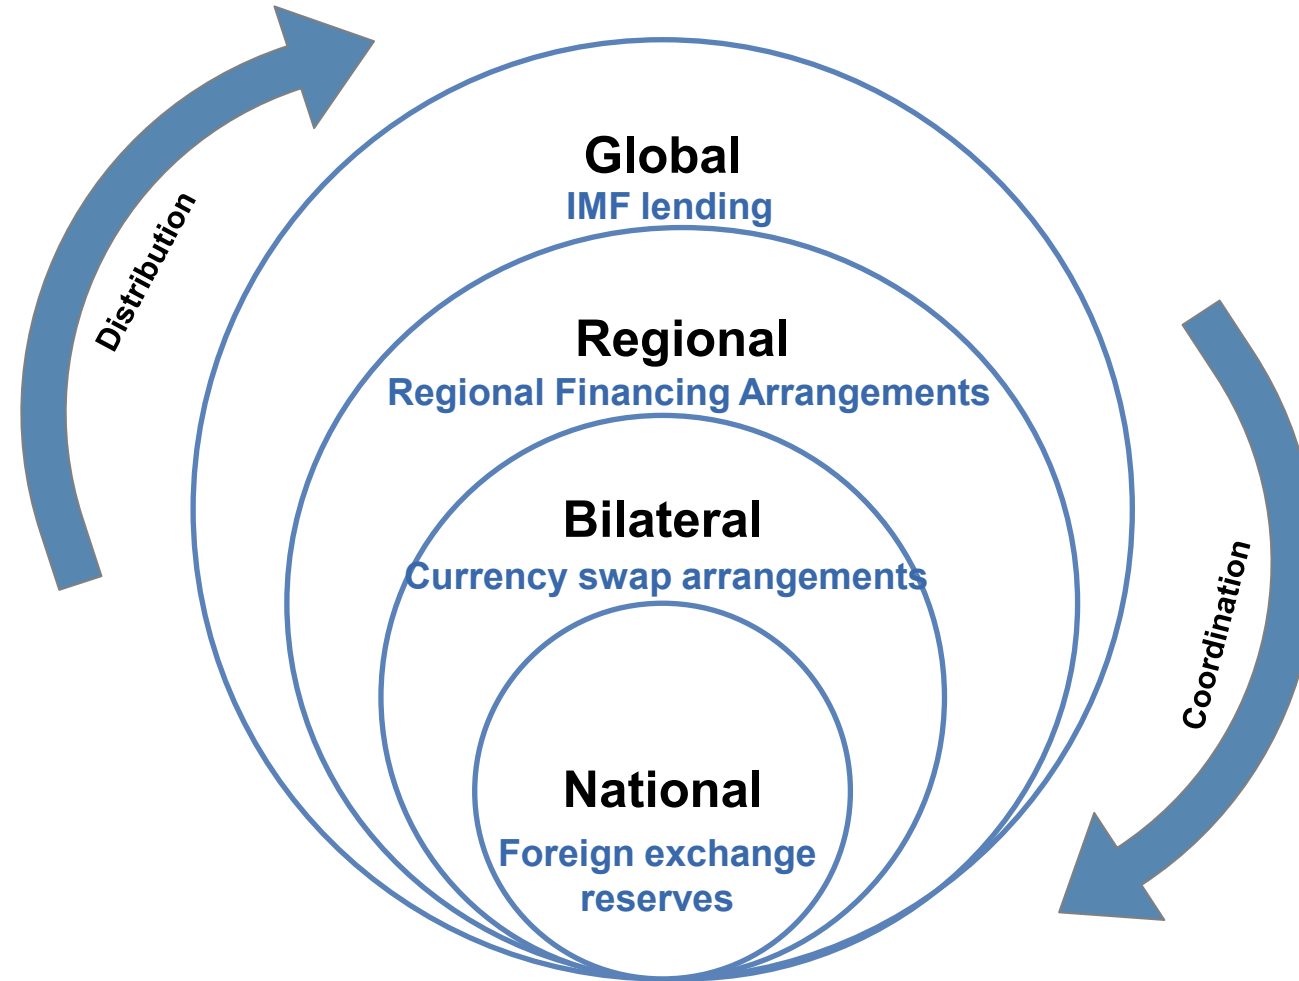 Global
IMF lending
Distribution
Regional
Regional Financing Arrangements
Bilateral
Currency swap arrangements
Coordination
National
Foreign exchange
reserves